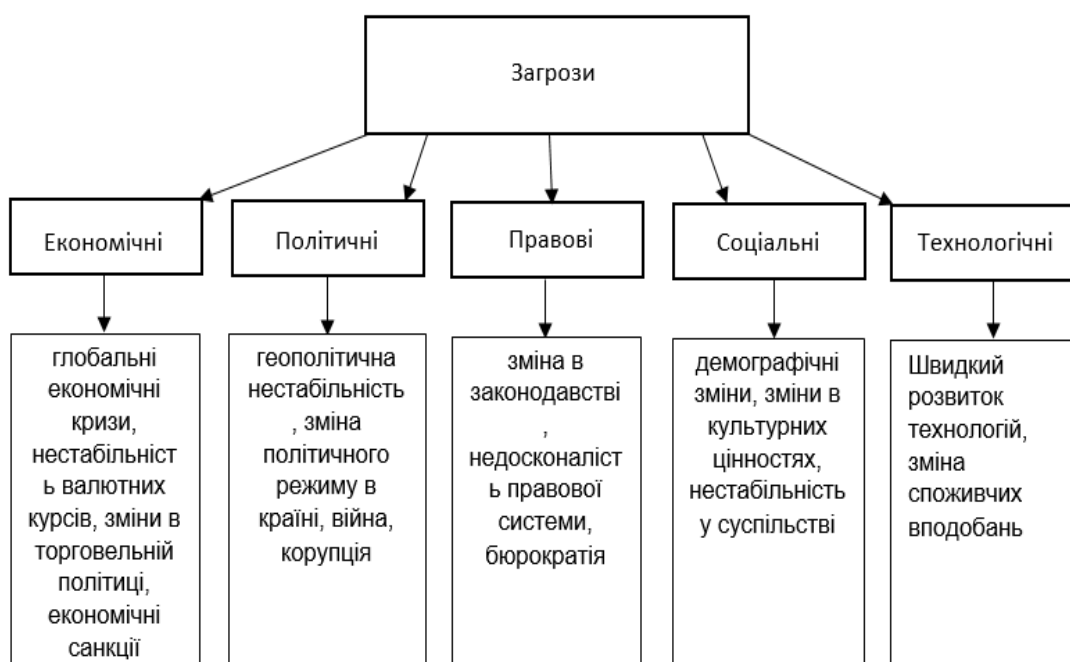 Загрози
Економічні
Політичні
Правові
Соціальні
Технологічні
глобальні
економічні
кризи,
нестабільніст
ь валютних
курсів, зміни в
торговельній
політиці,
економічні
санкції
геополітична
нестабільність
, зміна
політичного
режиму в
країні, війна,
корупція
зміна в
законодавстві
,
недосконаліст
ь правової
системи,
бюрократія
демографічні
зміни, зміни в
культурних
цінностях,
нестабільність
у суспільстві
Швидкий
розвиток
технологій,
зміна
споживчих
вподобань